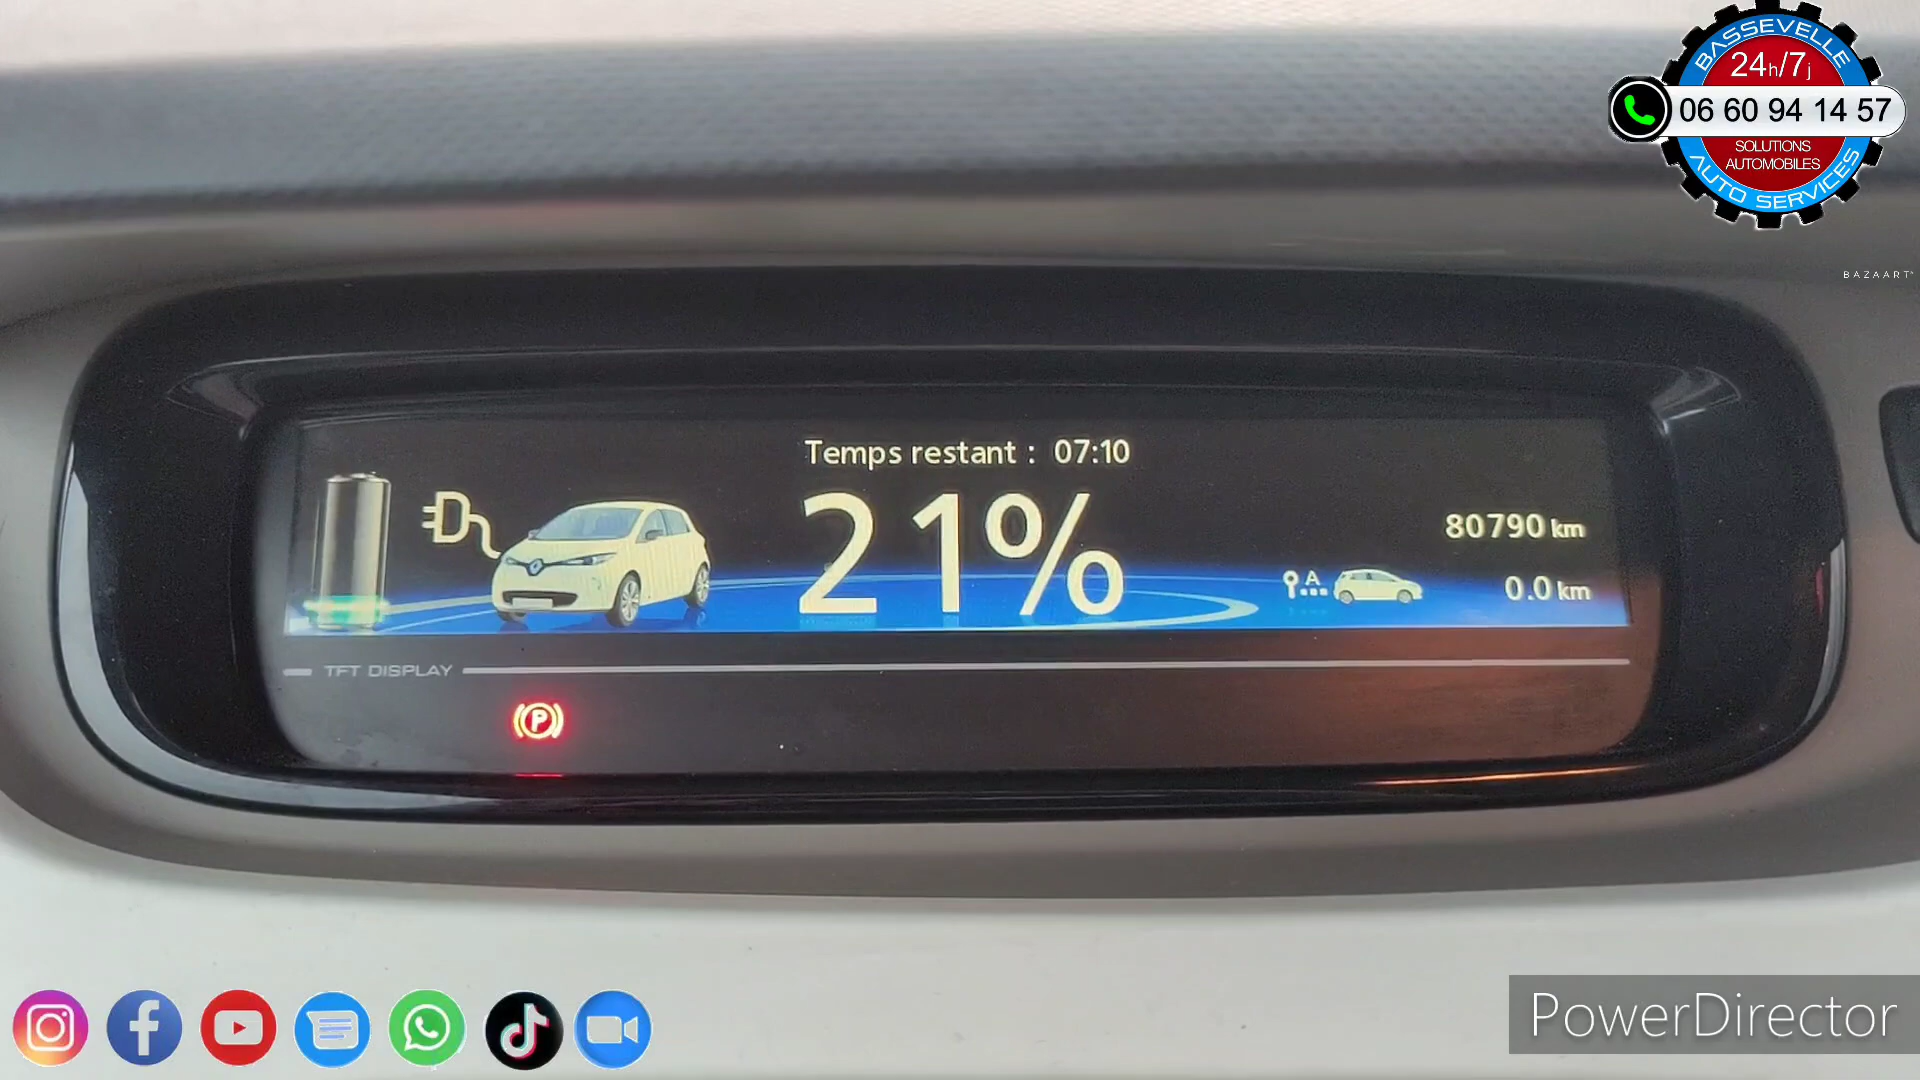 BASSEVELLE
24h/7j
06 60 94 14 57
SOLUTIONS
AUTOMOBILES
AUTO SERVICES
BAZAART
Temps restant : 07:10
21%
80790 km
A
0.0 km
TFT DISPLAY
P
PowerDirector